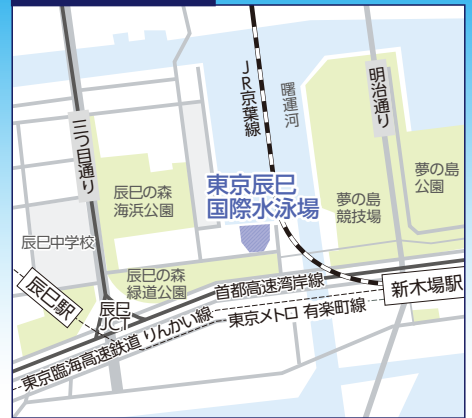 JR京葉線
曙運河
明治通り
三つ目通り
辰巳の森
海浜公園
東京辰巳
国際水泳場
夢の島
競技場
夢の島
公園
辰巳中学校
辰巳の森
緑道公園
辰巳駅
辰巳
JCT
首都高速湾岸線
新木場駅
東京メトロ 有楽町線
東京臨海高速鉄道 りんかい線